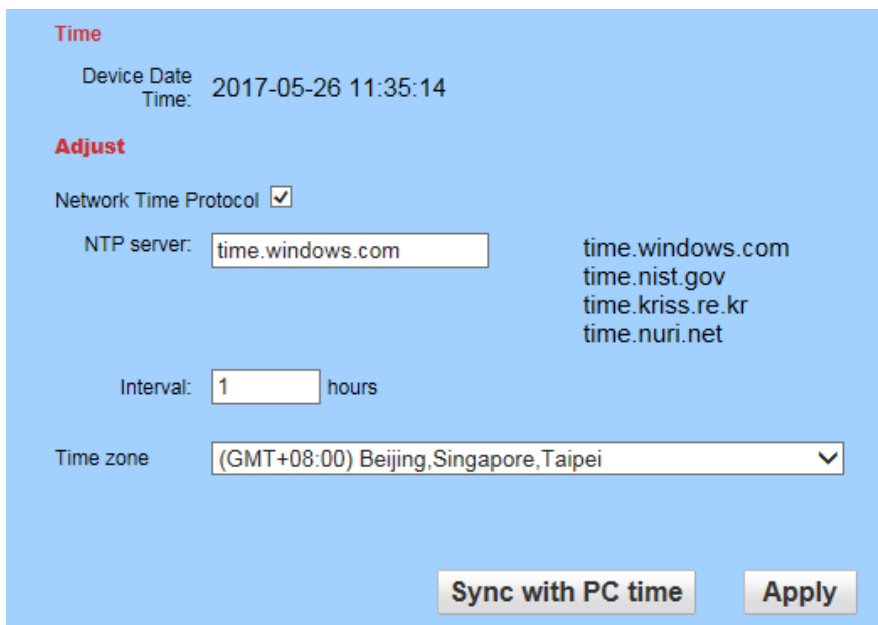 Time
Device Date
Time:
2017-05-26 11:35:14
Adjust
Network Time Protocol
NTP server:
time.windows.com
time.windows.com
time.nist.gov
time.kriss.re.kr
time.nuri.net
Interval:
1
hours
Time zone
(GMT+08:00) Beijing,Singapore,Taipei
Sync with PC time
Apply